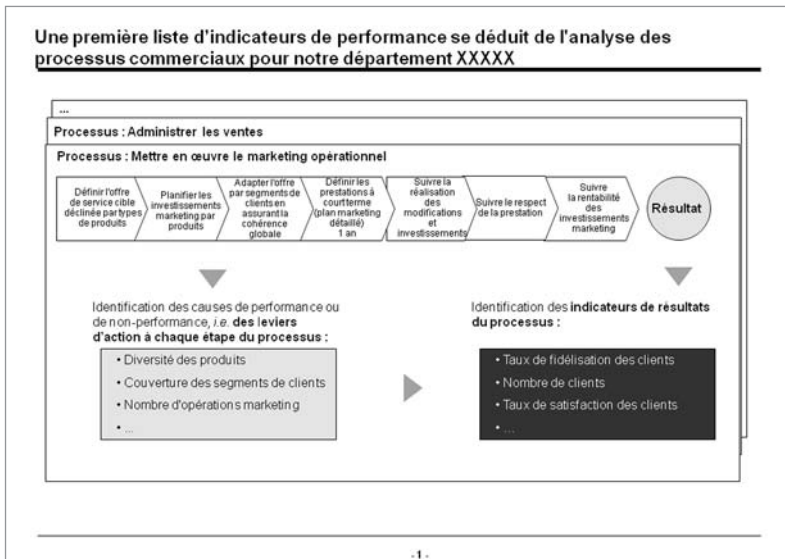 Une première liste d'indicateurs de performance se déduit de l'analyse des
processus commerciaux pour notre département XXXXX
...
Processus : Administrer les ventes
Processus : Mettre en œuvre le marketing opérationnel
Définir l'offre
de service cible
déclinée par types
de produits
Planifier les
investissements
marketing par
produits
Adapter l'offre
par segments de
clients en
assurant la
cohérence
globale
Définir les
prestations à
court terme
(plan marketing
détaillé)
1 an
Suivre la
réalisation
des
modifications
et
investissements
Suivre le respect
de la prestation
Suivre
la rentabilité
des
investissements
marketing
Résultat
Identification des causes de performance ou
de non-performance, i.e. des leviers
d'action à chaque étape du processus :
• Diversité des produits
• Couverture des segments de clients
• Nombre d'opérations marketing
• ...
Identification des indicateurs de résultats
du processus :
• Taux de fidélisation des clients
• Nombre de clients
• Taux de satisfaction des clients
• ...
- 1 -